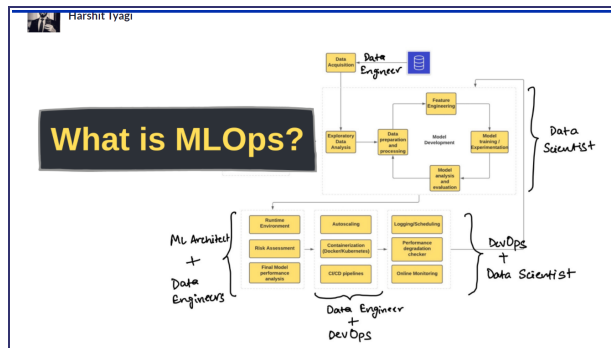 Harshit Tyagi
What is MLOps?
Data
Acquisition
Data
Engineer
Feature
Engineering
Exploratory
Data
Analysis
Data
preparation
and
processing
Model
Development
Model
training /
Experimentation
Model
analysis and
evaluation
Data
Scientist
ML Architect
+
Data
Engineers
Runtime
Environment
Risk Assessment
Final Model
performance
analysis
Autoscaling
Containerization
(Docker/Kubernetes)
CI/CD pipelines
Logging/Scheduling
Performance
degradation
checker
Online Monitoring
DevOps
+
Data Scientist
Data Engineer
+
DevOps